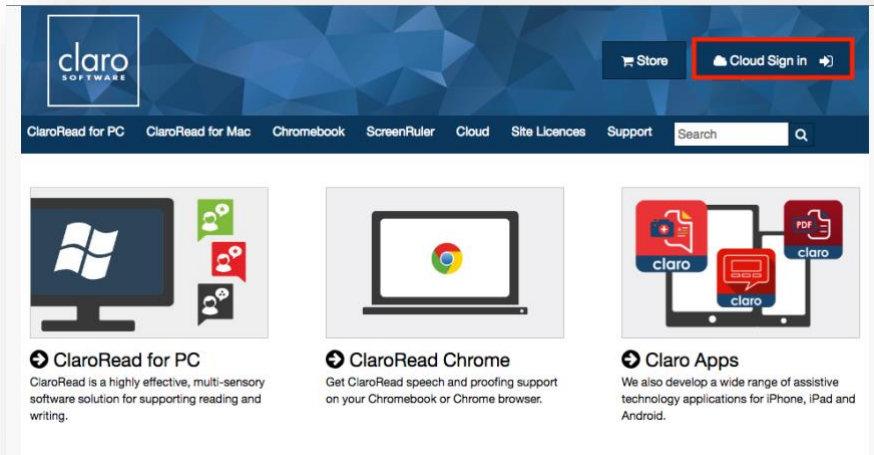 claro
SOFTWARE
Store
Cloud Sign in
ClaroRead for PC ClaroRead for Mac Chromebook ScreenRuler Cloud Site Licences Support Search
PDF
claro
claro
claro
ClaroRead for PC
ClaroRead is a highly effective, multi-sensory
software solution for supporting reading and
writing.
ClaroRead Chrome
Get ClaroRead speech and proofing support
on your Chromebook or Chrome browser.
Claro Apps
We also develop a wide range of assistive
technology applications for iPhone, iPad and
Android.